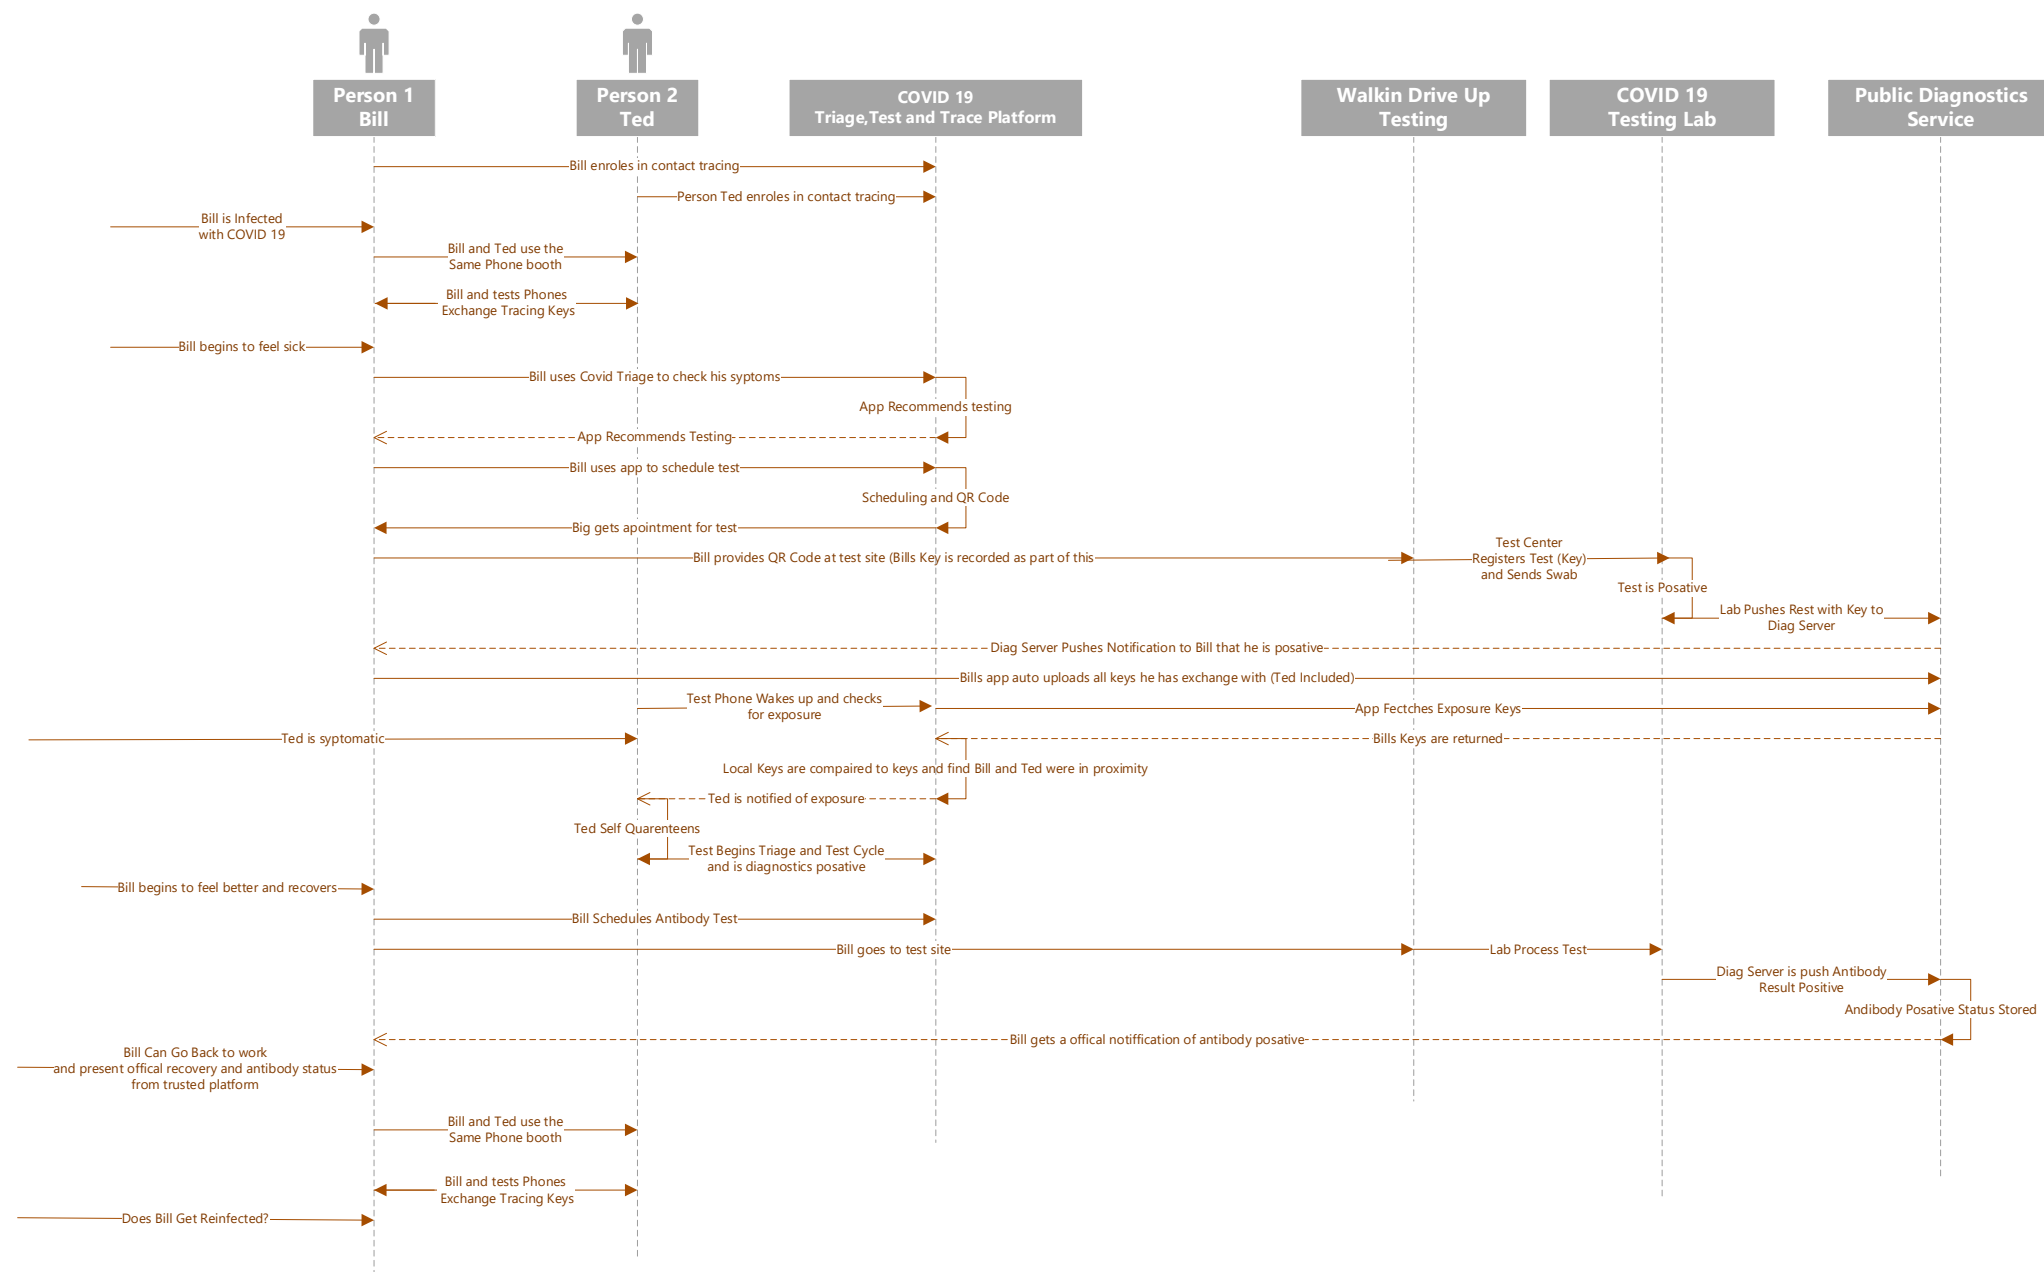 Person 1
Bill
Person 2
Ted
COVID 19
Triage,Test and Trace Platform
Walkin Drive Up
Testing
COVID 19
Testing Lab
Public Diagnostics
Service
Bill enroles in contact tracing
Person Ted enroles in contact tracing
Bill is Infected
with COVID 19
Bill and Ted use the
Same Phone booth
Bill and tests Phones
Exchange Tracing Keys
Bill begins to feel sick
Bill uses Covid Triage to check his syptoms
App Recommends testing
App Recommends Testing
Bill uses app to schedule test
Scheduling and QR Code
Big gets apointment for test
Bill provides QR Code at test site (Bills Key is recorded as part of this
Test Center
Registers Test (Key)
and Sends Swab
Test is Posative
Lab Pushes Rest with Key to
Diag Server
Diag Server Pushes Notification to Bill that he is posative
Bills app auto uploads all keys he has exchange with (Ted Included)
Test Phone Wakes up and checks
for exposure
App Fectches Exposure Keys
Ted is syptomatic
Bills Keys are returned
Local Keys are compaired to keys and find Bill and Ted were in proximity
Ted is notified of exposure
Ted Self Quarenteens
Test Begins Triage and Test Cycle
and is diagnostics posative
Bill begins to feel better and recovers
Bill Schedules Antibody Test
Bill goes to test site
Lab Process Test
Diag Server is push Antibody
Result Positive
Andibody Posative Status Stored
Bill gets a offical notiffication of antibody posative
Bill Can Go Back to work
and present offical recovery and antibody status
from trusted platform
Bill and Ted use the
Same Phone booth
Bill and tests Phones
Exchange Tracing Keys
Does Bill Get Reinfected?